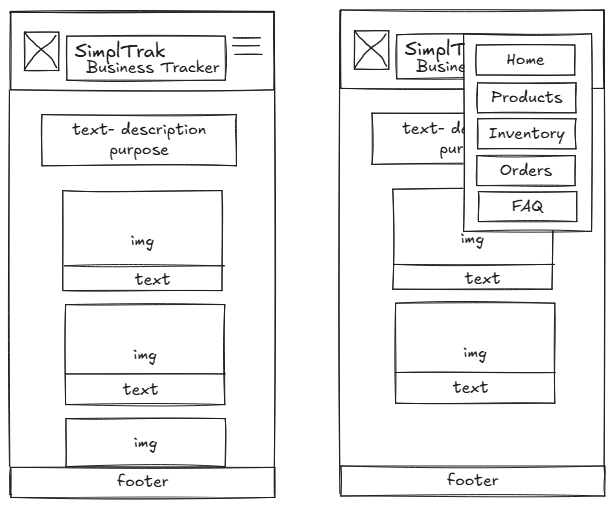 SimplTrak
Business Tracker
text- description
purpose
img
text
img
text
img
footer
SimplT
Busine
Home
Products
Inventory
Orders
FAQ
text- de
pur
img
text
img
text
footer